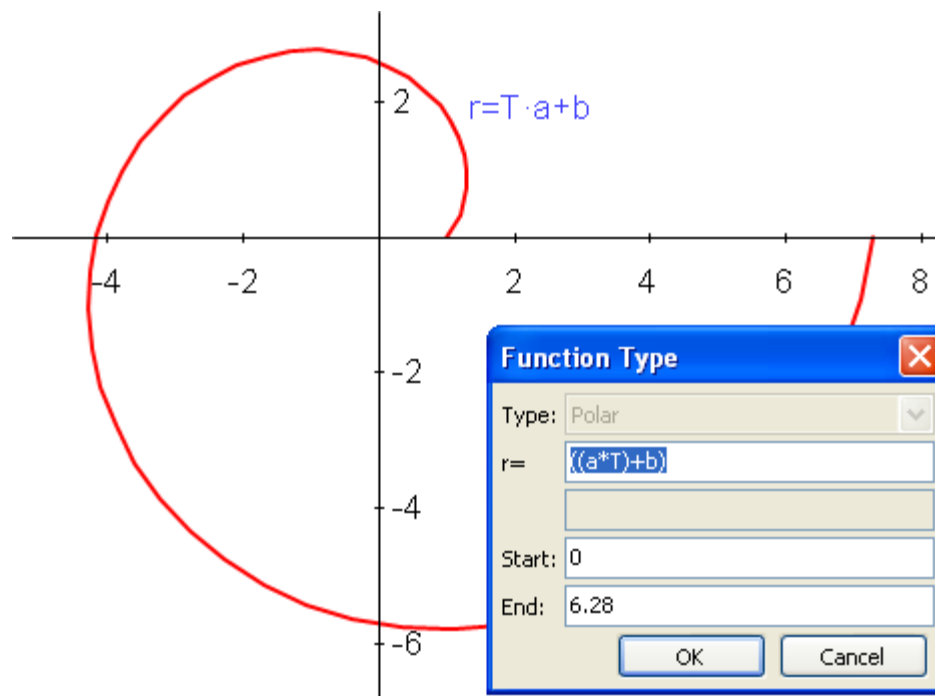 2
r=T·a+b
-4 -2 2 4 6 8
-2
-4
-6
Function Type
Type: Polar
r= ((a*T)+b)
Start: 0
End: 6.28
OK Cancel